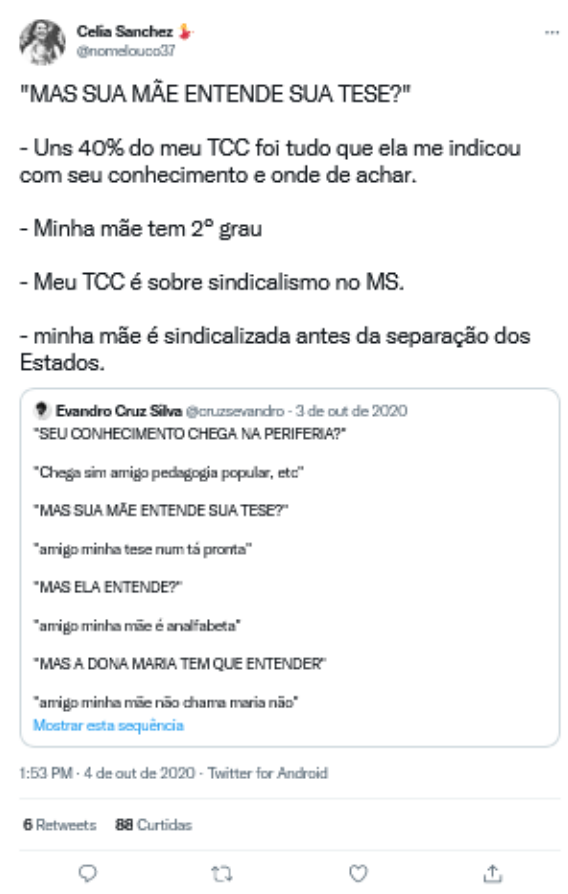 Celia Sanchez 💃
@nomelouco37
"MAS SUA MÃE ENTENDE SUA TESE?"
- Uns 40% do meu TCC foi tudo que ela me indicou
com seu conhecimento e onde de achar.
- Minha mãe tem 2º grau
- Meu TCC é sobre sindicalismo no MS.
- minha mãe é sindicalizada antes da separação dos
Estados.
Evandro Cruz Silva @cruzsevandro · 3 de out de 2020
"SEU CONHECIMENTO CHEGA NA PERIFERIA?"
"Chega sim amigo pedagogia popular, etc"
"MAS SUA MÃE ENTENDE SUA TESE?"
"amigo minha tese num tá pronta"
"MAS ELA ENTENDE?"
"amigo minha mãe é analfabeta"
"MAS A DONA MARIA TEM QUE ENTENDER"
"amigo minha mãe não chama maria não"
Mostrar esta sequência
1:53 PM · 4 de out de 2020 · Twitter for Android
6 Retweets 88 Curtidas